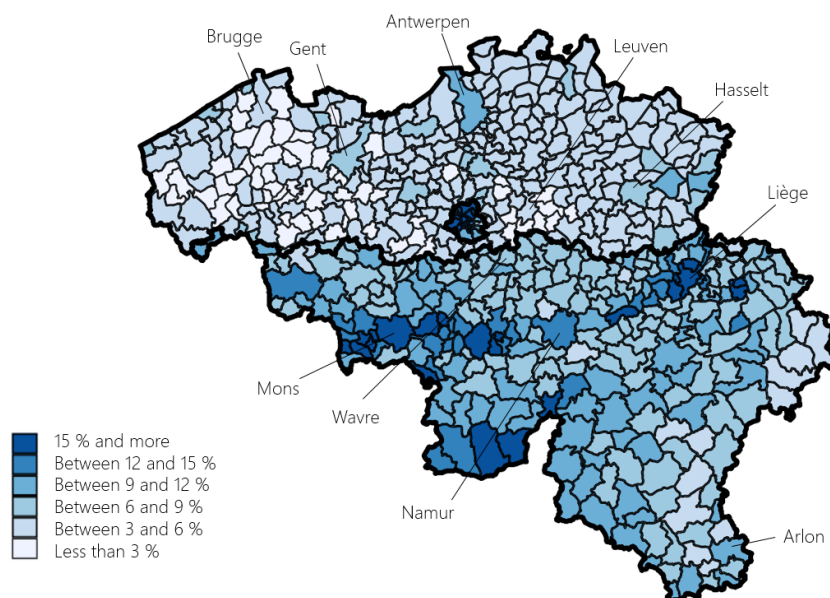 Antwerpen
Brugge
Gent
Leuven
Hasselt
Liège
Mons
Wavre
Namur
Arlon
15 % and more
Between 12 and 15 %
Between 9 and 12 %
Between 6 and 9 %
Between 3 and 6 %
Less than 3 %